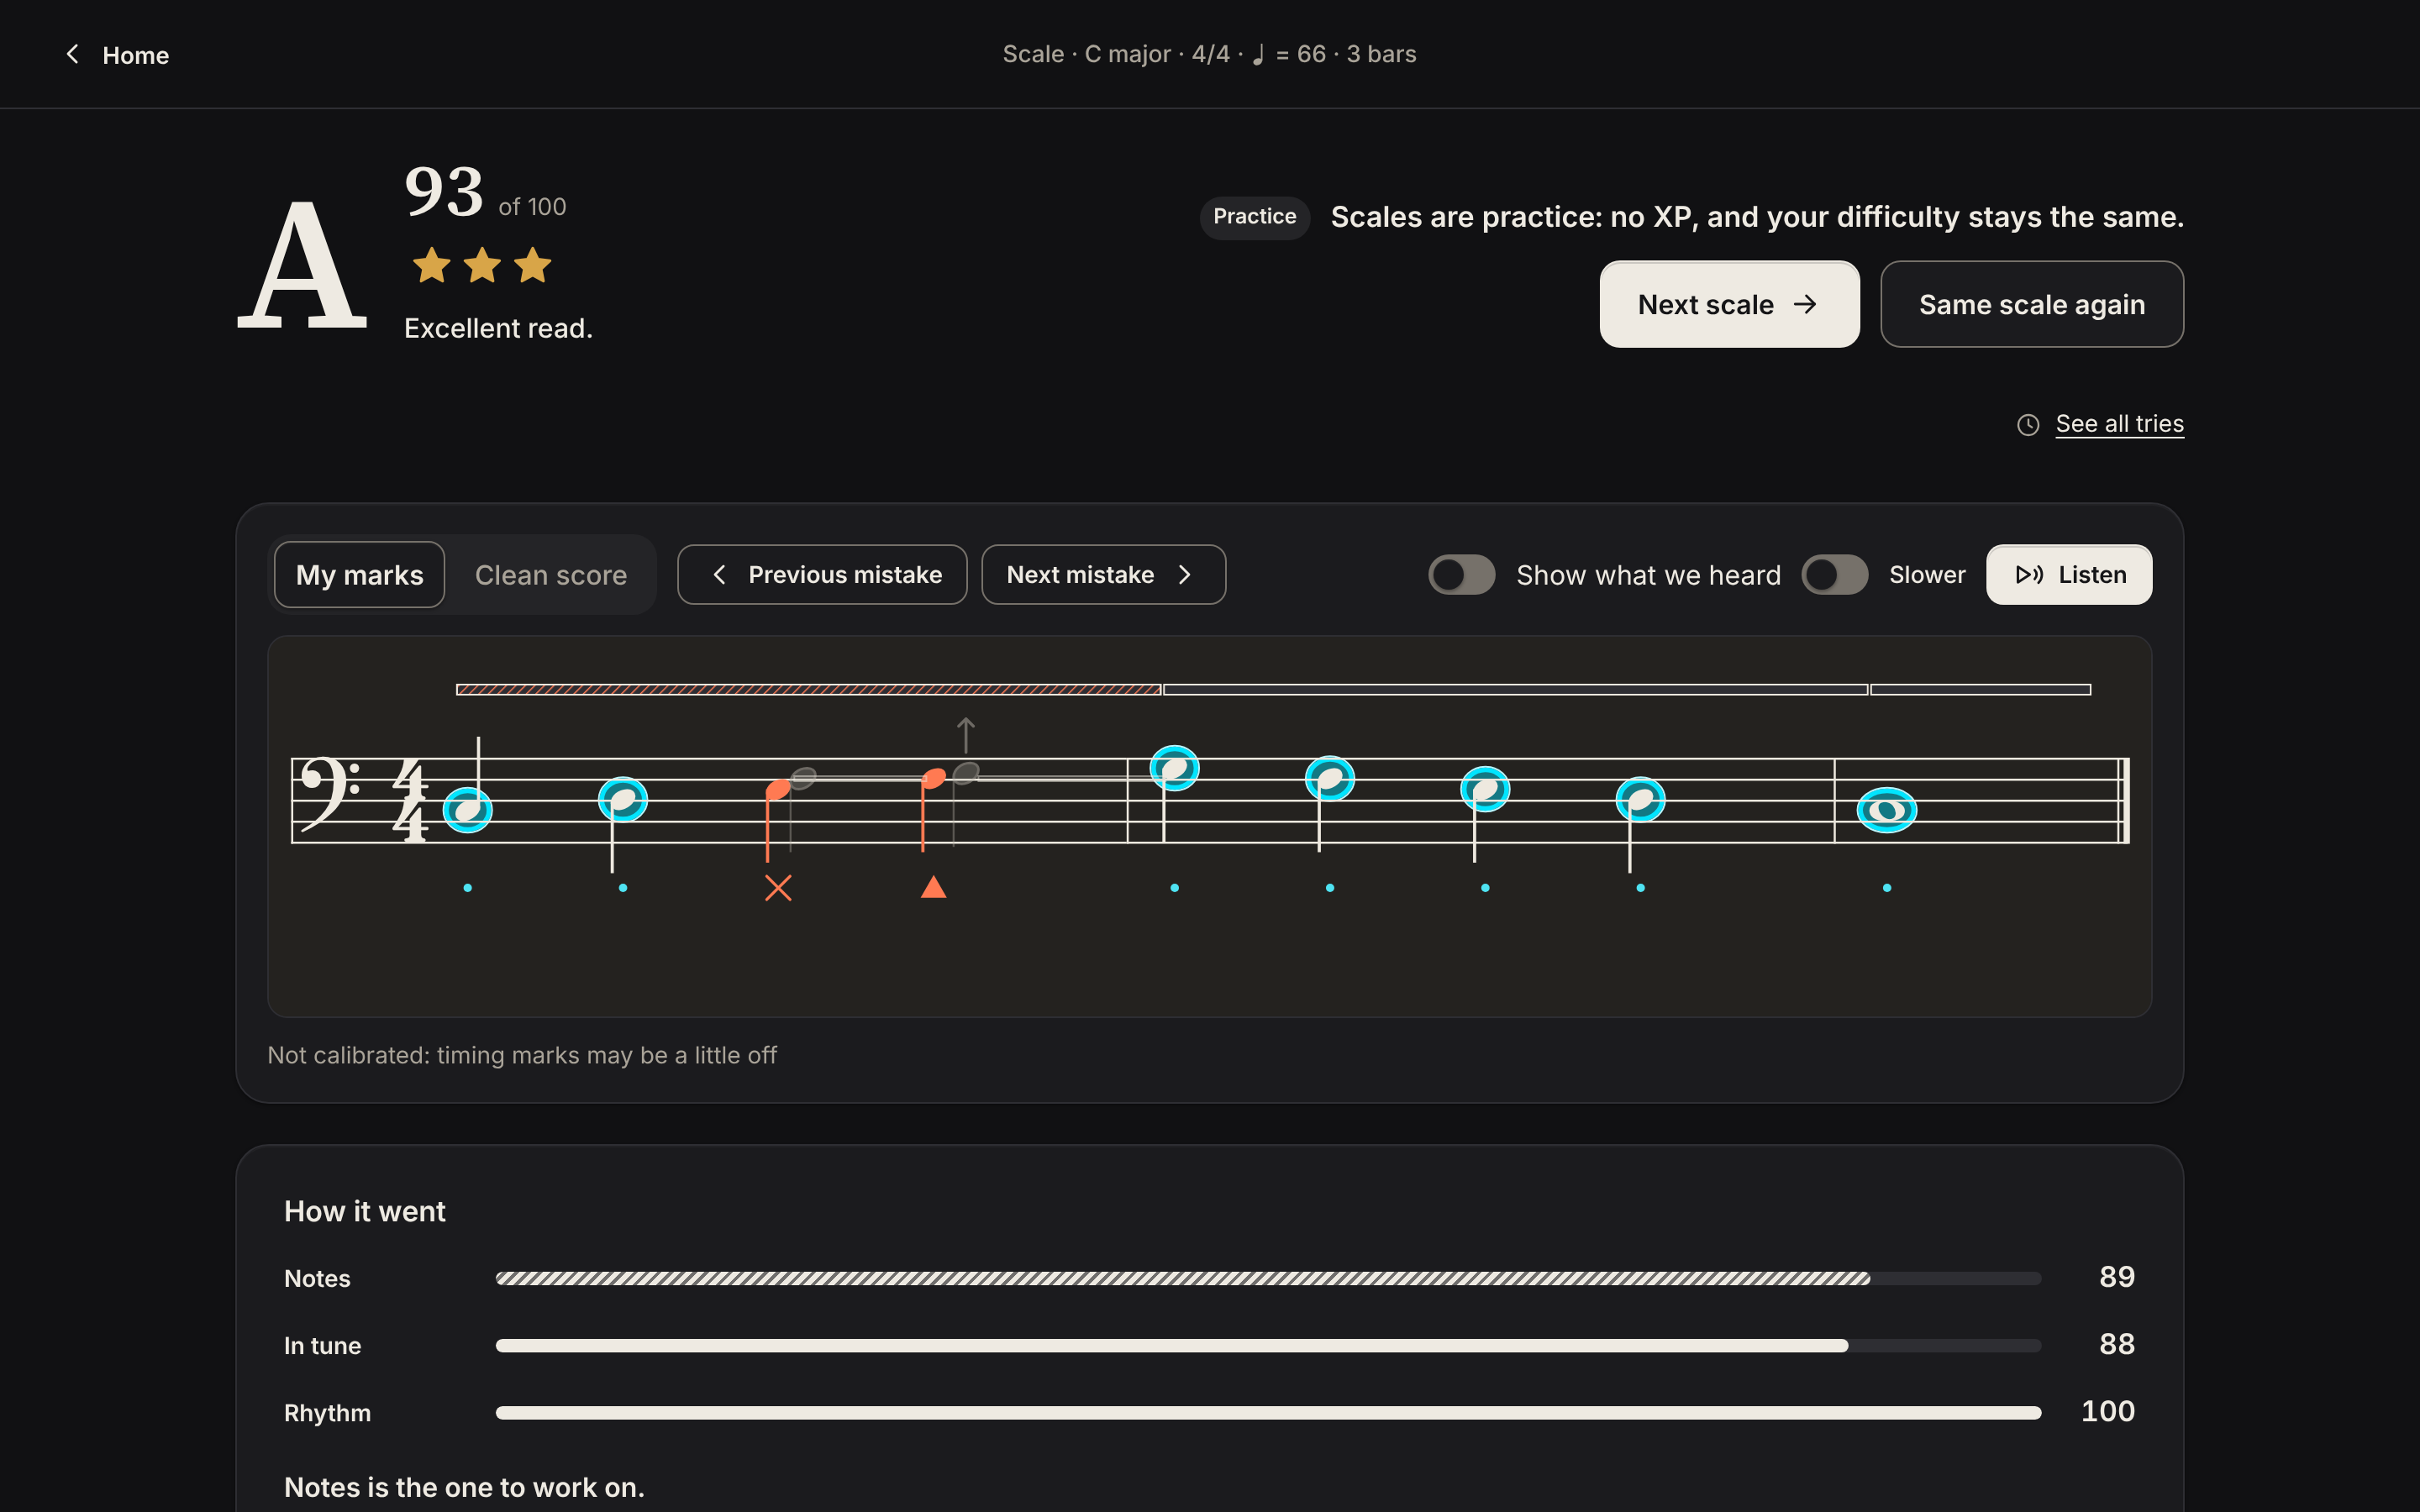 Home
Scale · C major · 4/4 · ♩ = 66 · 3 bars
A
93 of 100
Excellent read.
Practice
Scales are practice: no XP, and your difficulty stays the same.
Next scale →
Same scale again
See all tries
My marks
Clean score
Previous mistake
Next mistake
Show what we heard
Slower
Listen
4
4
Not calibrated: timing marks may be a little off
How it went
Notes 89
In tune 88
Rhythm 100
Notes is the one to work on.